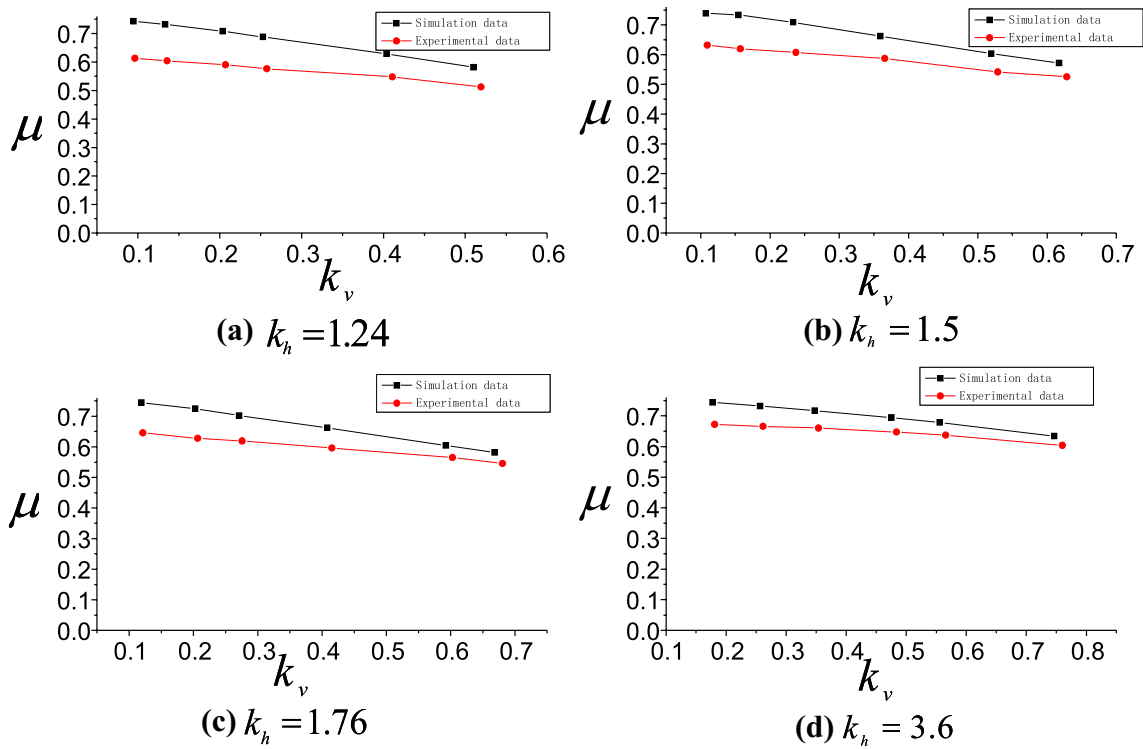 Simulation data
Experimental data
μ
0.7
0.6
0.5
0.4
0.3
0.2
0.1
0.0
0.1 0.2 0.3 0.4 0.5 0.6
k_v
(a) k_h = 1.24
Simulation data
Experimental data
μ
0.7
0.6
0.5
0.4
0.3
0.2
0.1
0.0
0.1 0.2 0.3 0.4 0.5 0.6 0.7
k_v
(b) k_h = 1.5
Simulation data
Experimental data
μ
0.7
0.6
0.5
0.4
0.3
0.2
0.1
0.0
0.1 0.2 0.3 0.4 0.5 0.6 0.7
k_v
(c) k_h = 1.76
Simulation data
Experimental data
μ
0.7
0.6
0.5
0.4
0.3
0.2
0.1
0.0
0.1 0.2 0.3 0.4 0.5 0.6 0.7 0.8
k_v
(d) k_h = 3.6